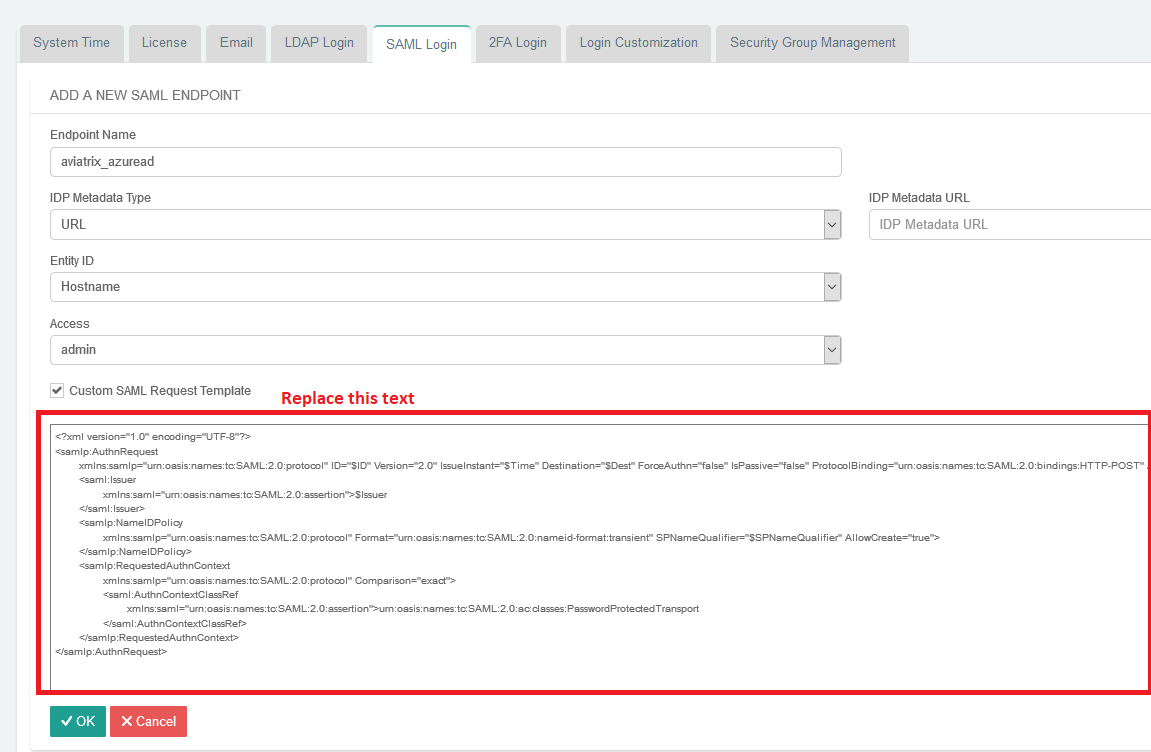 System Time
License
Email
LDAP Login
SAML Login
2FA Login
Login Customization
Security Group Management
ADD A NEW SAML ENDPOINT
Endpoint Name
aviatrix_azuread
IDP Metadata Type
IDP Metadata URL
URL
IDP Metadata URL
Entity ID
Hostname
Access
admin
Custom SAML Request Template
Replace this text
<?xml version="1.0" encoding="UTF-8"?>
<samlp:AuthnRequest
xmlns:samlp="urn:oasis:names:tc:SAML:2.0:protocol" ID="$ID" Version="2.0" IssueInstant="$Time" Destination="$Dest" ForceAuthn="false" IsPassive="false" ProtocolBinding="urn:oasis:names:tc:SAML:2.0:bindings:HTTP-POST"
<saml:Issuer
xmlns:saml="urn:oasis:names:tc:SAML:2.0:assertion">$Issuer
</saml:Issuer>
<samlp:NameIDPolicy
xmlns:samlp="urn:oasis:names:tc:SAML:2.0:protocol" Format="urn:oasis:names:tc:SAML:2.0:nameid-format:transient" SPNameQualifier="$SPNameQualifier" AllowCreate="true">
</samlp:NameIDPolicy>
<samlp:RequestedAuthnContext
xmlns:samlp="urn:oasis:names:tc:SAML:2.0:protocol" Comparison="exact">
<saml:AuthnContextClassRef
xmlns:saml="urn:oasis:names:tc:SAML:2.0:assertion">urn:oasis:names:tc:SAML:2.0:ac:classes:PasswordProtectedTransport
</saml:AuthnContextClassRef>
</samlp:RequestedAuthnContext>
</samlp:AuthnRequest>
OK
Cancel